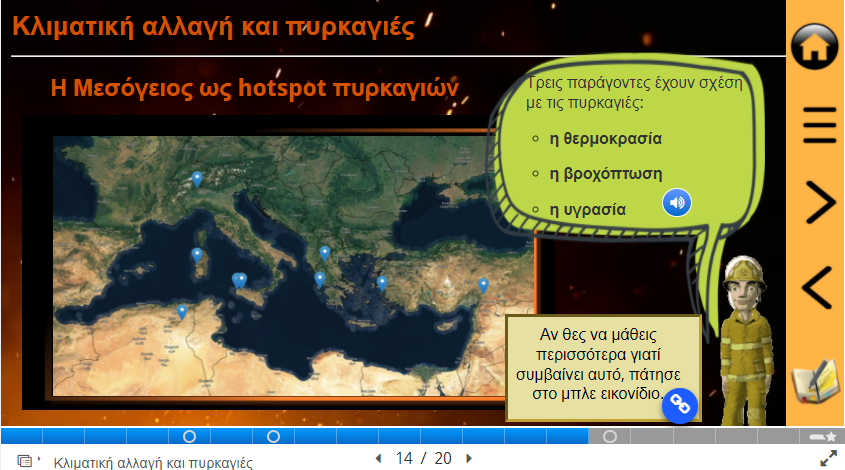 Κλιματική αλλαγή και πυρκαγιές
Η Μεσόγειος ως hotspot πυρκαγιών
Τρεις παράγοντες έχουν σχέση
με τις πυρκαγιές:
η θερμοκρασία
η βροχόπτωση
η υγρασία
Αν θες να μάθεις
περισσότερα γιατί
συμβαίνει αυτό, πάτησε
στο μπλε εικονίδιο.
Κλιματική αλλαγή και πυρκαγιές
14 / 20